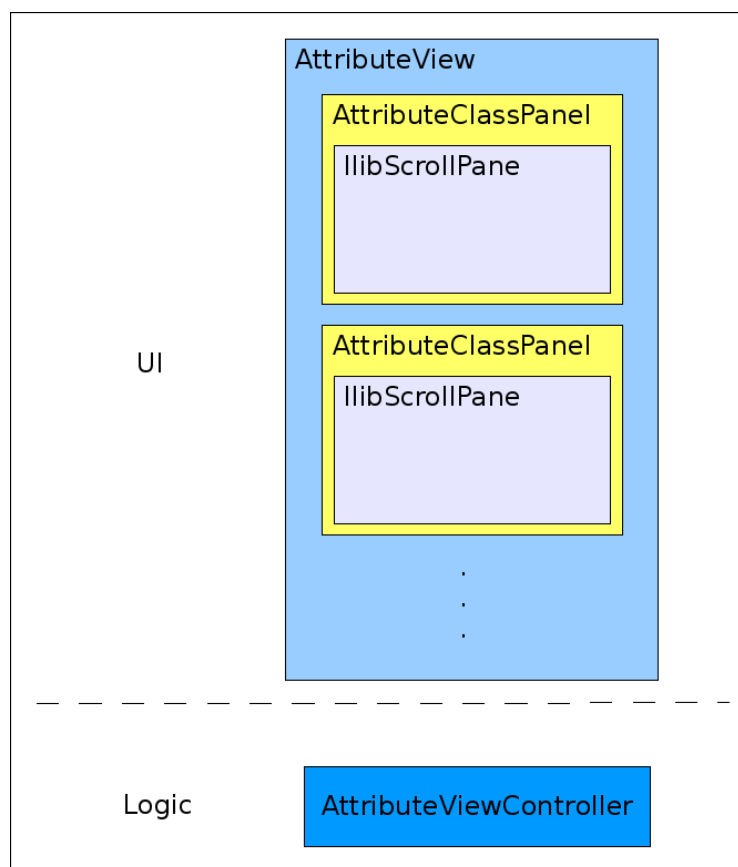 AttributeView
AttributeClassPanel
IlibScrollPane
UI
AttributeClassPanel
IlibScrollPane
.
.
.
Logic
AttributeViewController